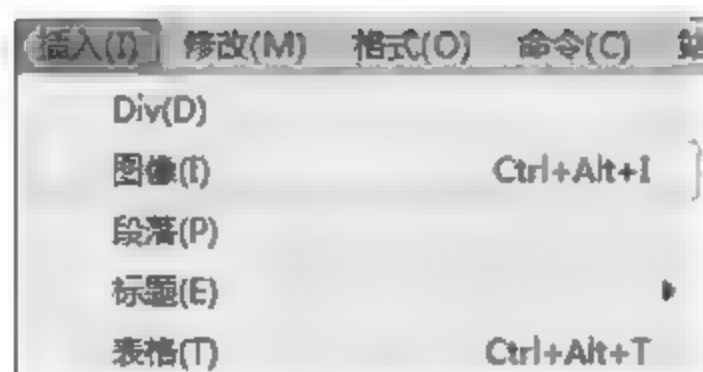 插入(I) 修改(M) 格式(O) 命令(C)
Div(D)
图像(I) Ctrl+Alt+I
段落(P)
标题(E)
表格(T) Ctrl+Alt+T